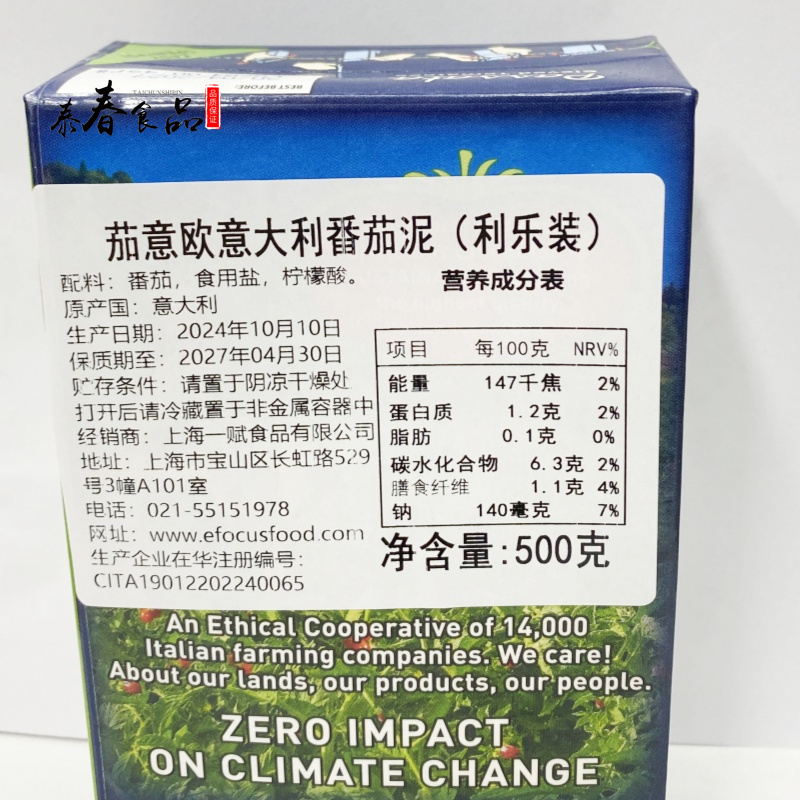 BEST BEFORE:
TAICHUNSHIPIN
泰春食品
品质保证
茄意欧意大利番茄泥（利乐装）
配料：番茄，食用盐，柠檬酸。
原产国：意大利
生产日期：2024年10月10日
保质期至：2027年04月30日
贮存条件：请置于阴凉干燥处
打开后请冷藏置于非金属容器中
经销商：上海一赋食品有限公司
地址：上海市宝山区长虹路529
号3幢A101室
电话：021-55151978
网址：www.efocusfood.com
生产企业在华注册编号：
CITA19012202240065
营养成分表
项目 每100克 NRV%
能量 147千焦 2%
蛋白质 1.2克 2%
脂肪 0.1克 0%
碳水化合物 6.3克 2%
膳食纤维 1.1克 4%
钠 140毫克 7%
净含量:500克
An Ethical Cooperative of 14,000
Italian farming companies. We care!
About our lands, our products, our people.
ZERO IMPACT
ON CLIMATE CHANGE